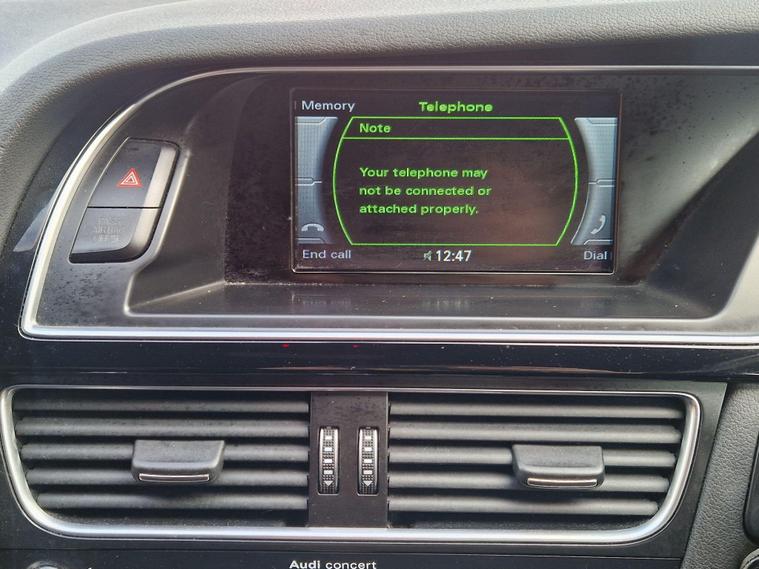 Memory
Telephone
Note
Your telephone may
not be connected or
attached properly.
End call
12:47
Dial
Audi concert